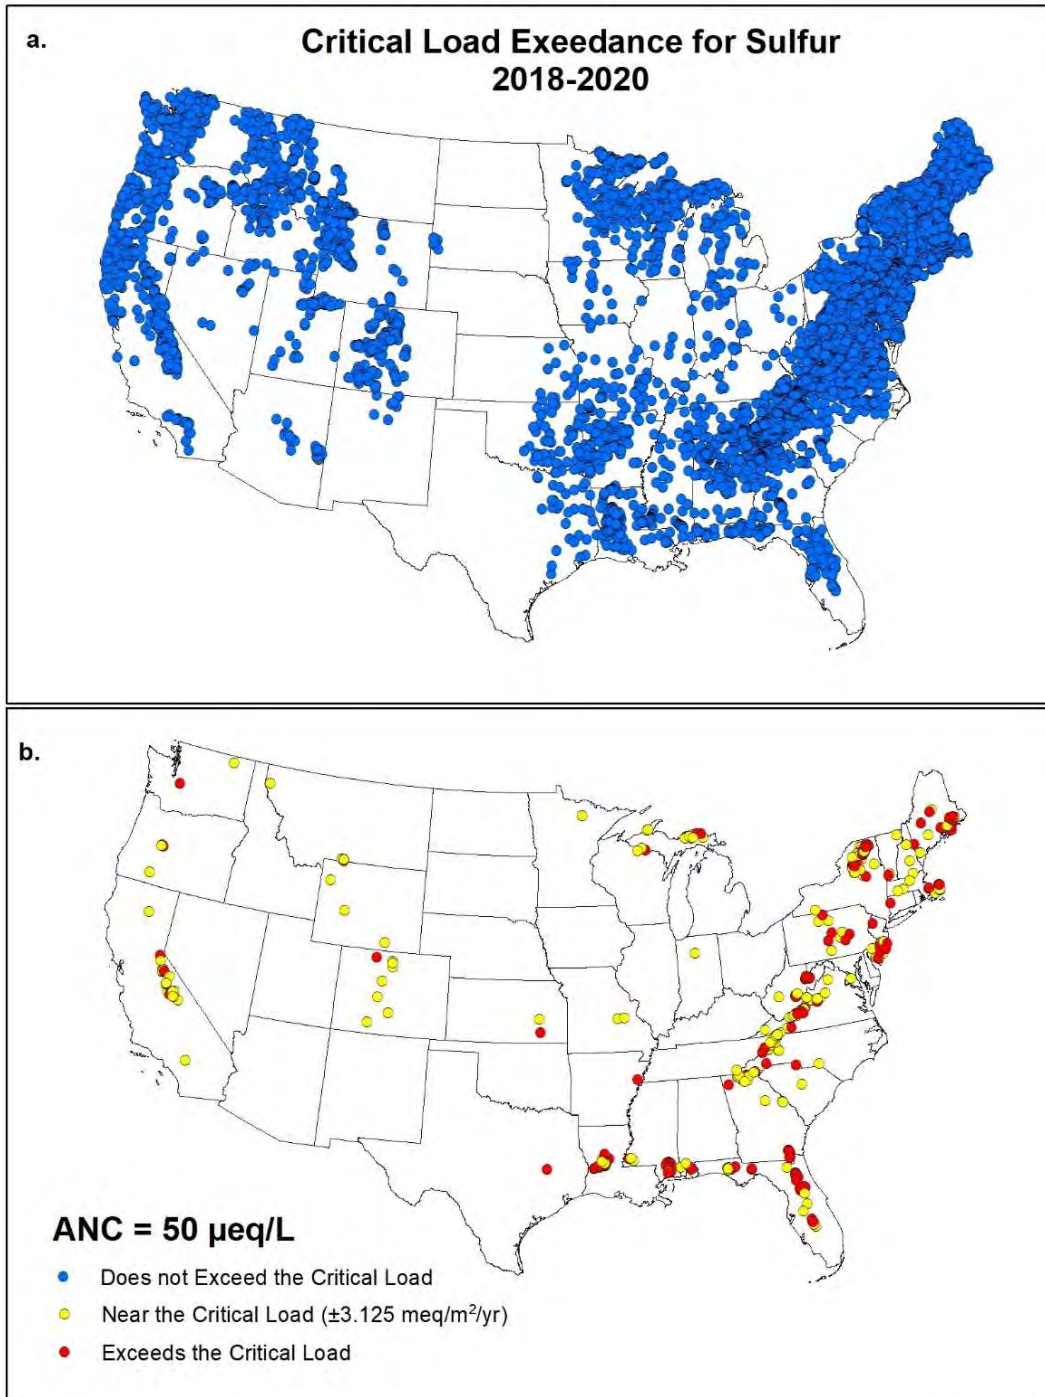 a.
Critical Load Exeedance for Sulfur
2018-2020
b.
ANC = 50 µeq/L
Does not Exceed the Critical Load
Near the Critical Load (±3.125 meq/m²/yr)
Exceeds the Critical Load